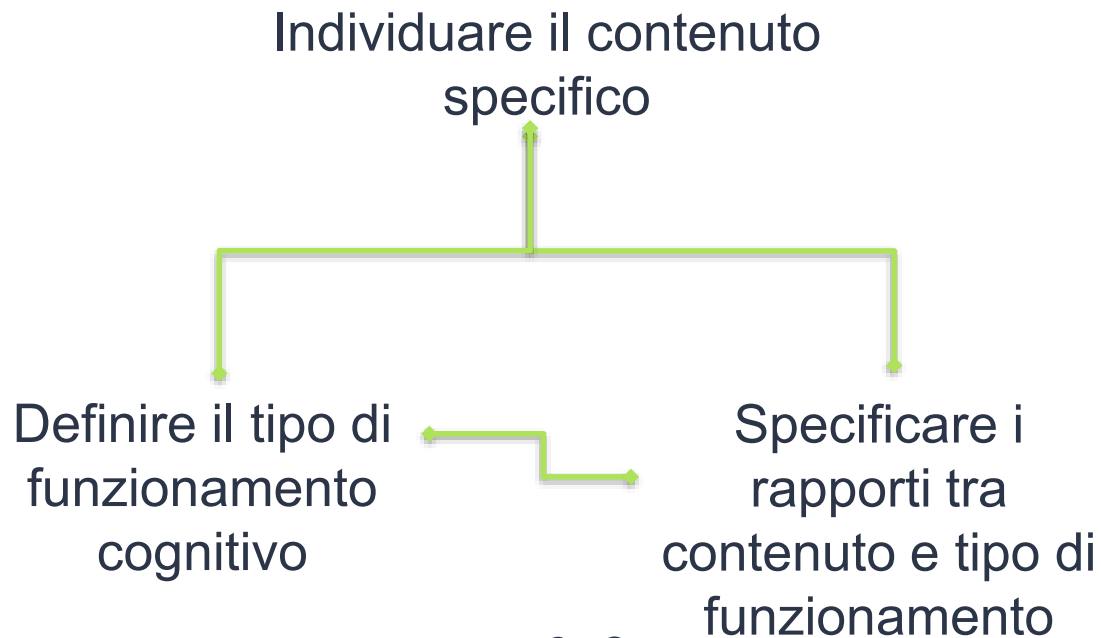 Individuare il contenuto
specifico
Definire il tipo di
funzionamento
cognitivo
Specificare i
rapporti tra
contenuto e tipo di
funzionamento